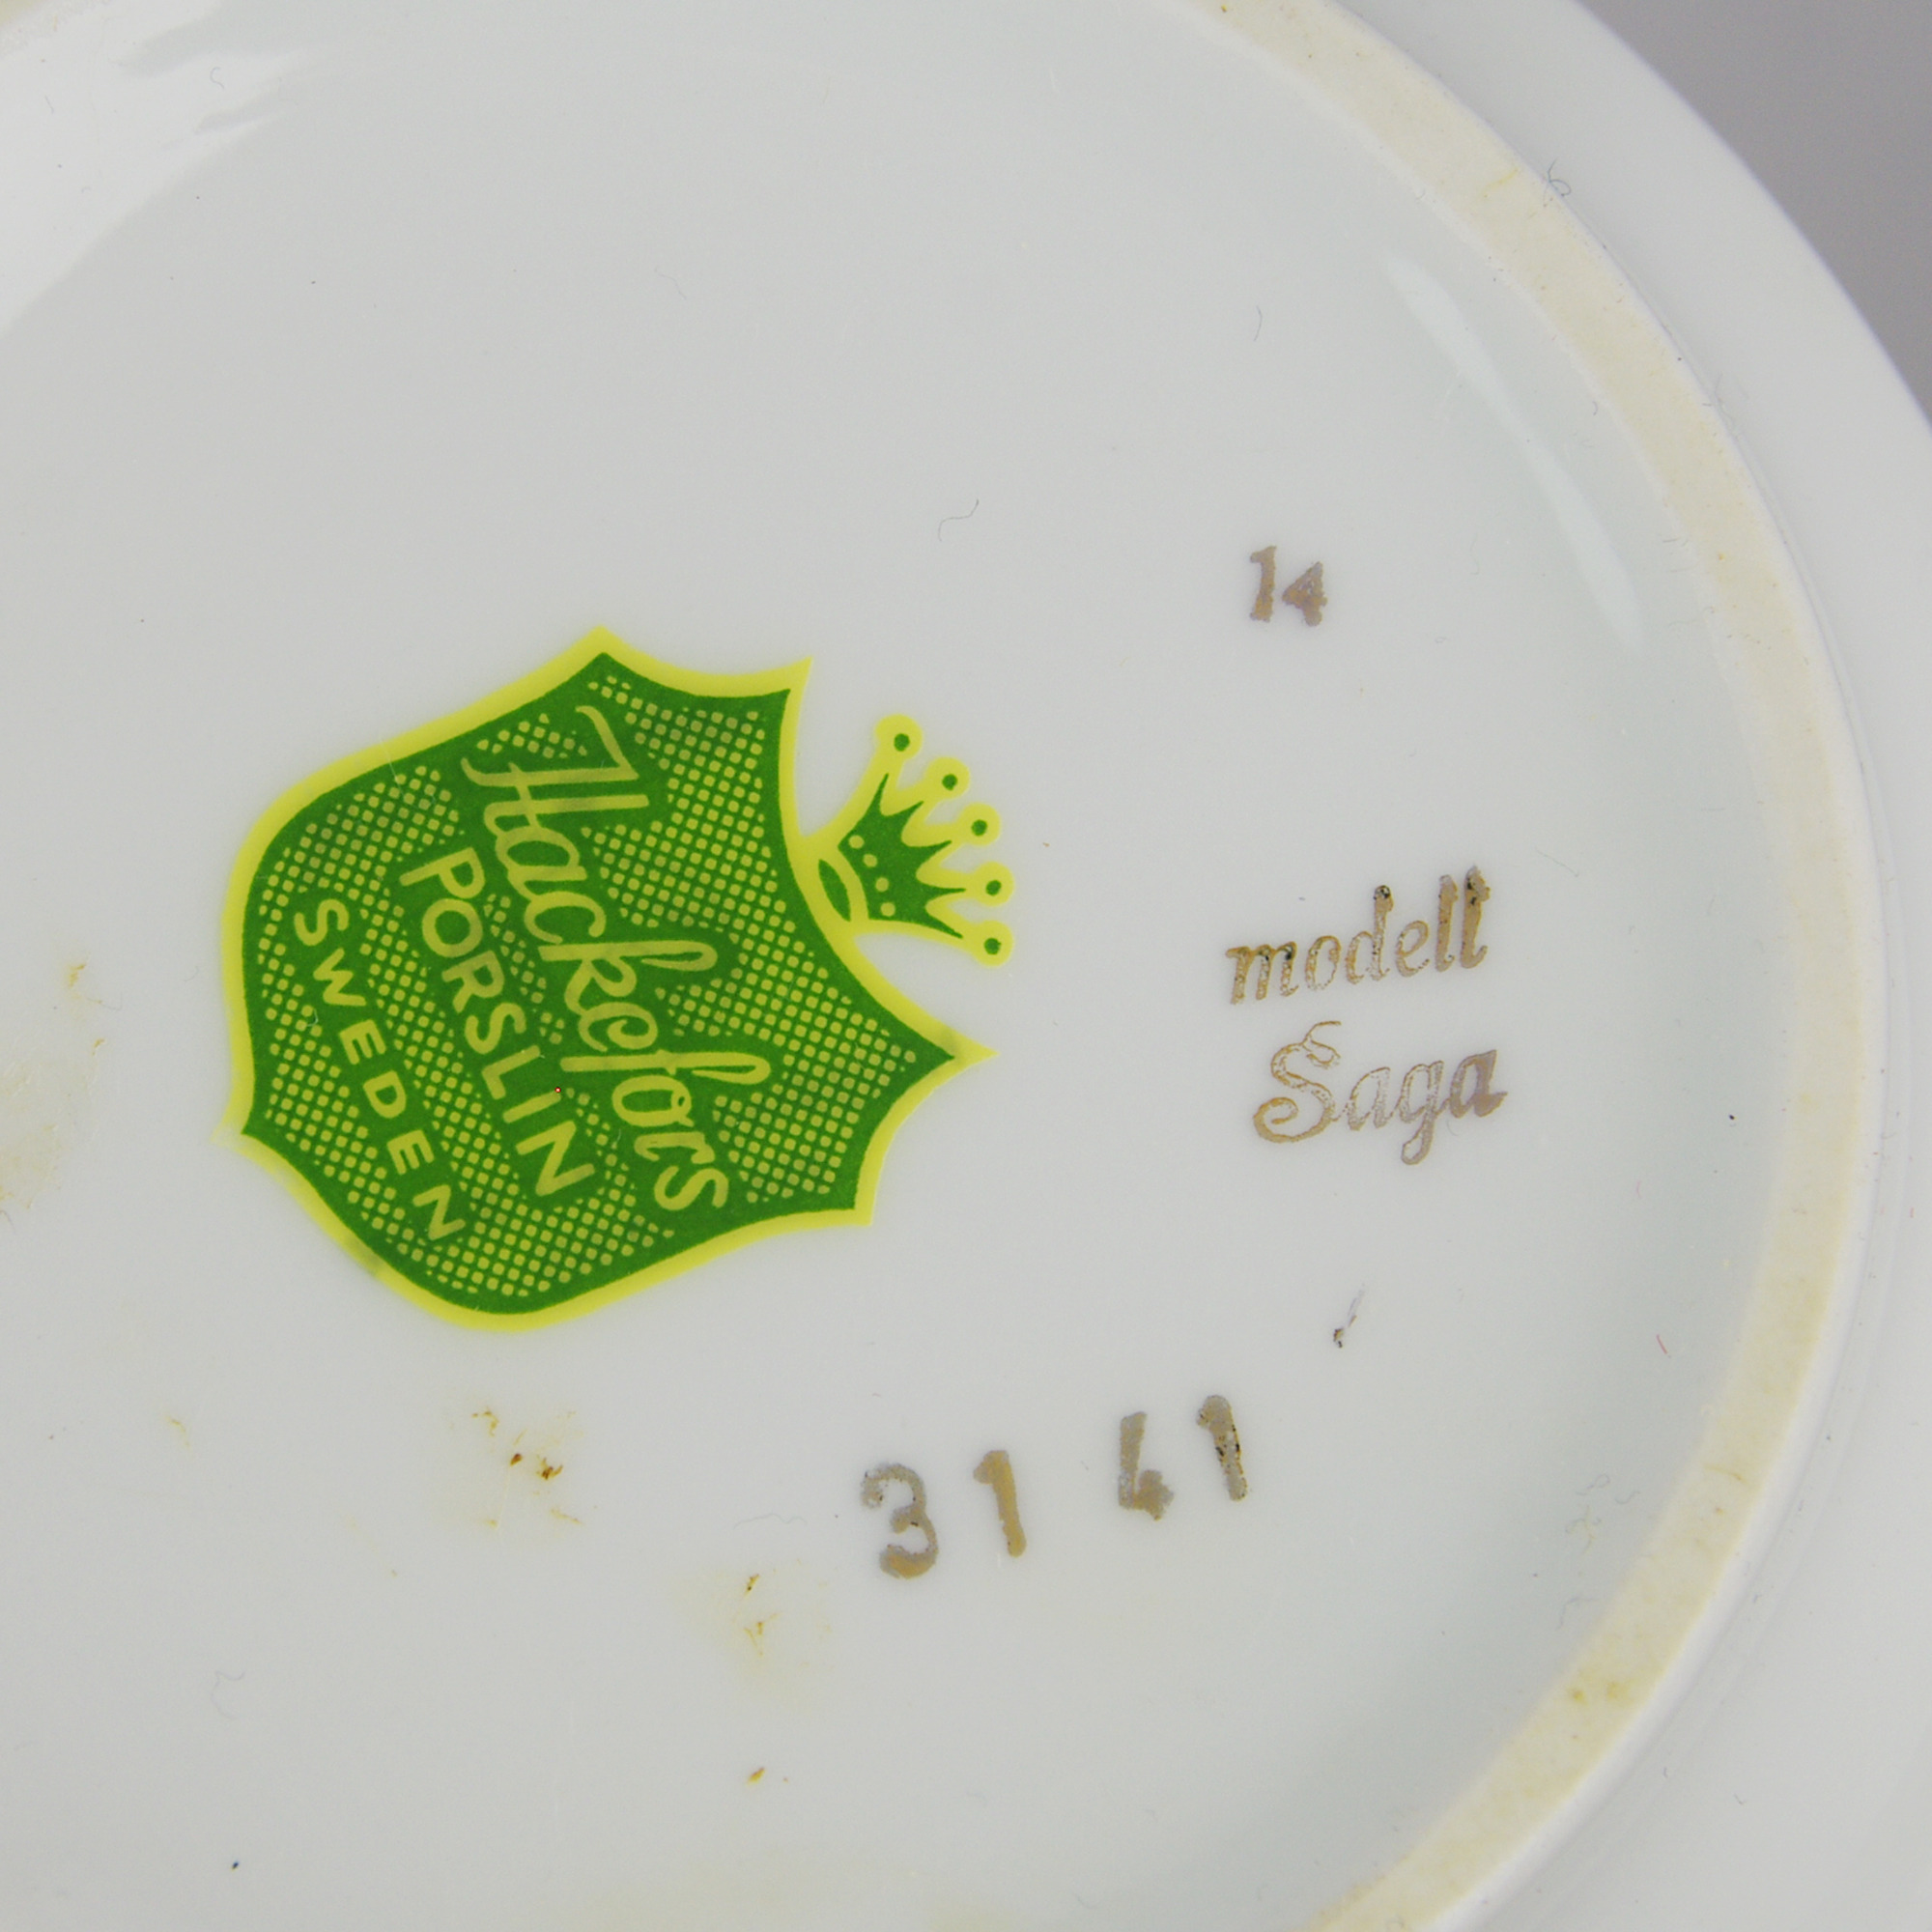 Hackefors
PORSLIN
SWEDEN
14
modell
Saga
31 41